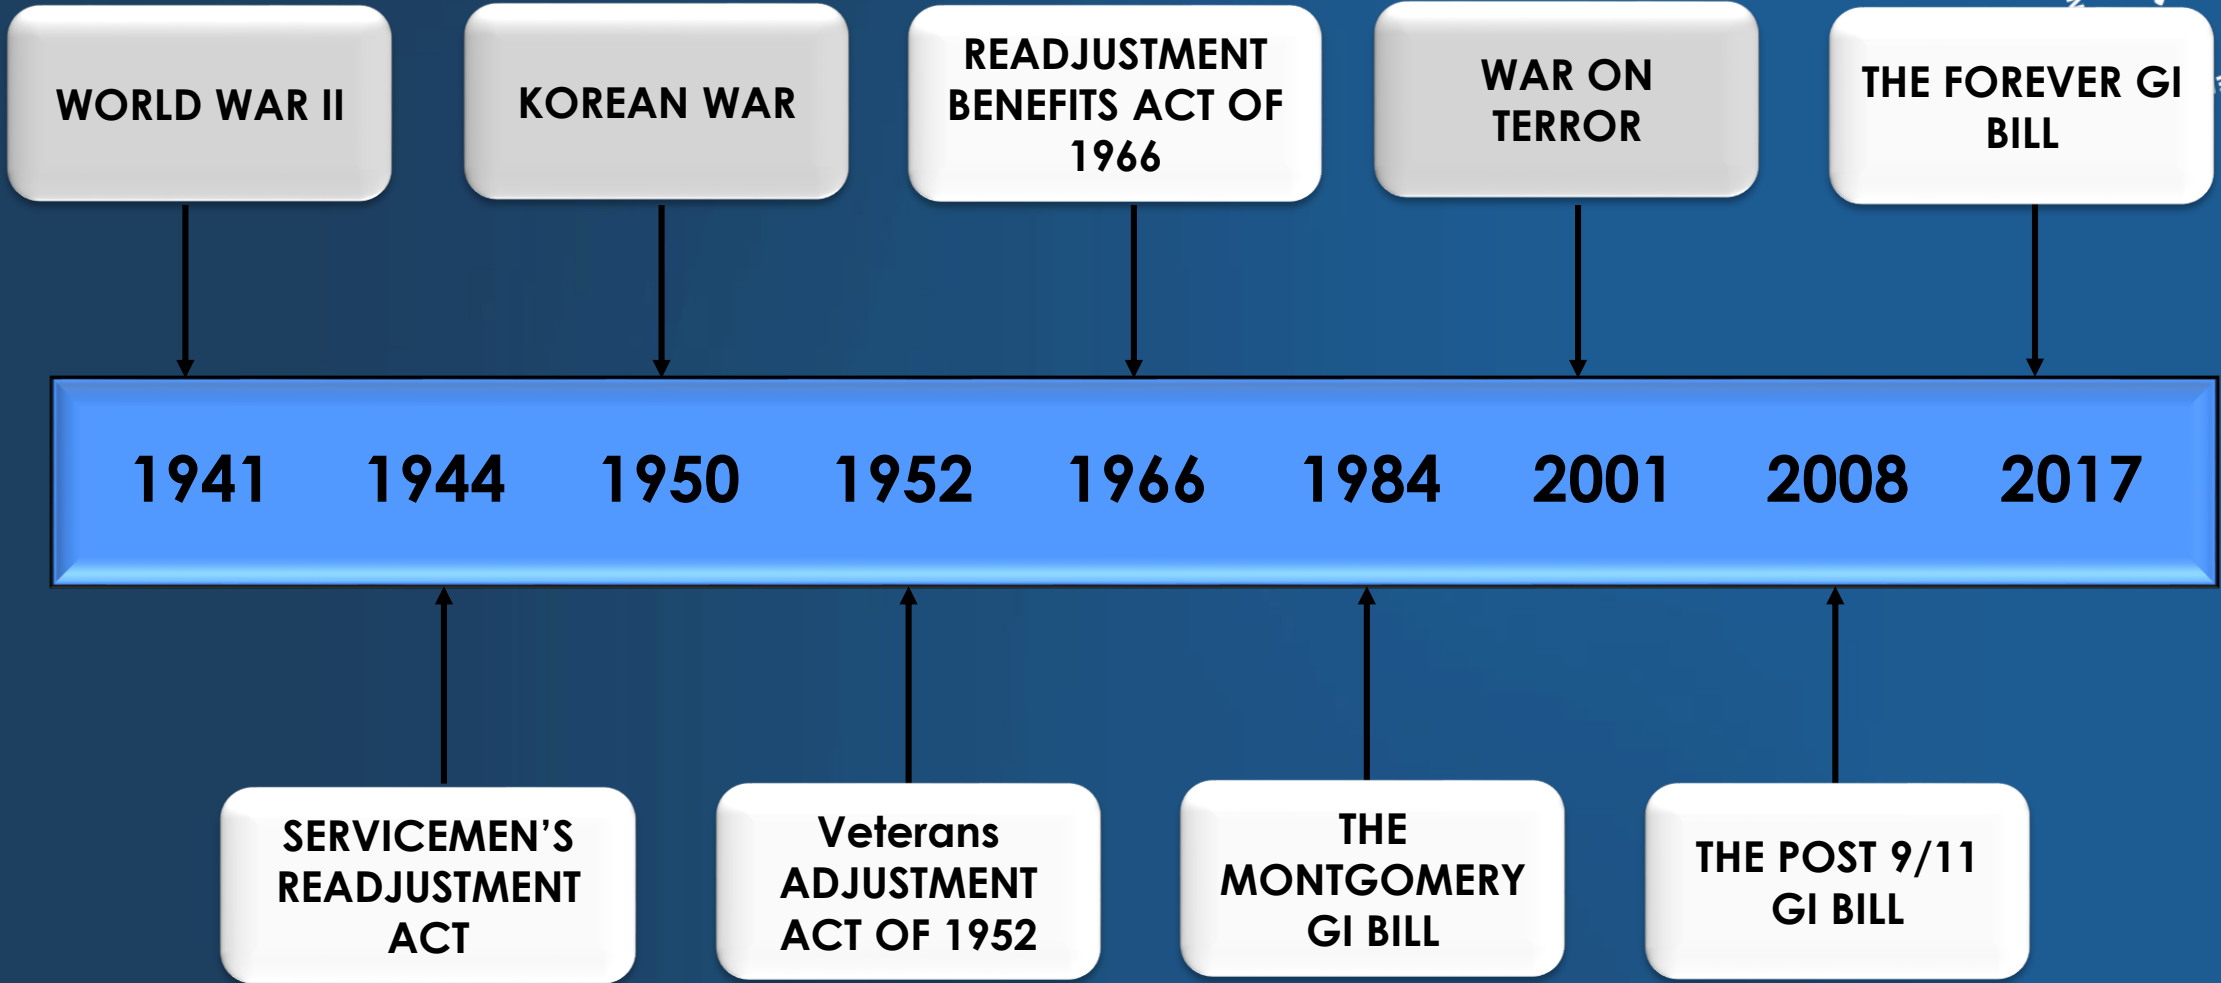 WORLD WAR II
KOREAN WAR
READJUSTMENT
BENEFITS ACT OF
1966
WAR ON
TERROR
THE FOREVER GI
BILL
1941 1944 1950 1952 1966 1984 2001 2008 2017
SERVICEMEN’S
READJUSTMENT
ACT
Veterans
ADJUSTMENT
ACT OF 1952
THE
MONTGOMERY
GI BILL
THE POST 9/11
GI BILL